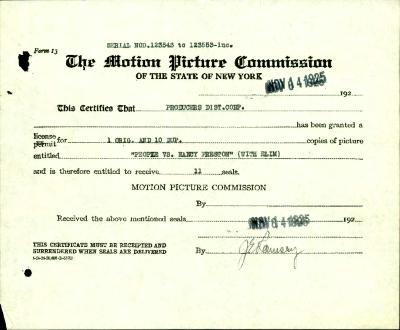 SERIAL NOD.123543 to 123553-inc.
Form 13
The Motion Picture Commission
OF THE STATE OF NEW YORK
NOV 04 1925
192
This Certifies That PRODUCERS DIST.CORP.
has been granted a
license
permit for 1 ORIG. AND 10 DUP. copies of picture
entitled "PEOPLE VS. NANCY PRESTON" (WITH SLIM)
and is therefore entitled to receive 11 seals.
MOTION PICTURE COMMISSION
By
Received the above mentioned seals NOV 04 1925 192
THIS CERTIFICATE MUST BE RECEIPTED AND
SURRENDERED WHEN SEALS ARE DELIVERED
By